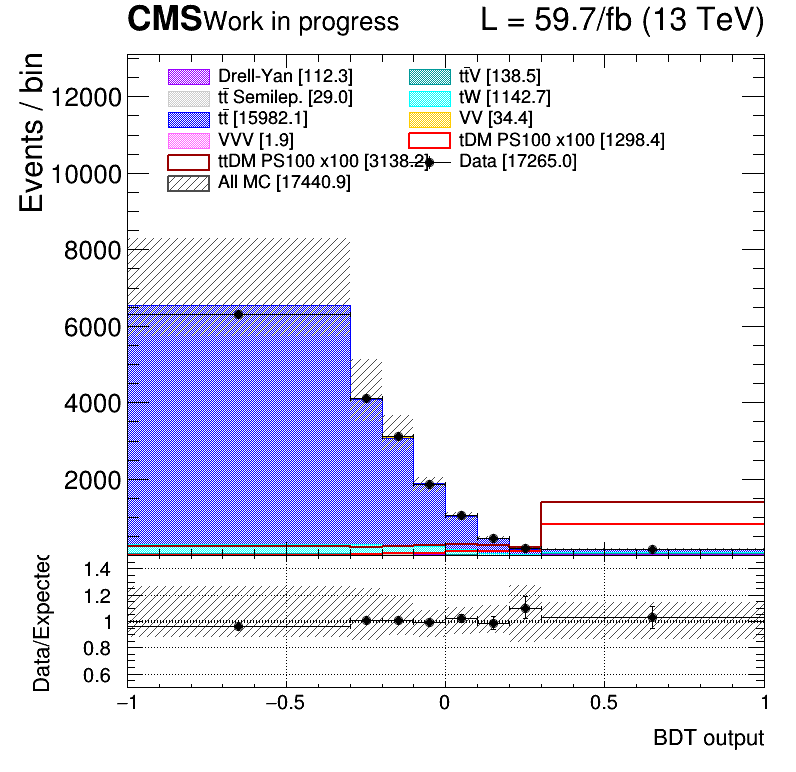 CMS Work in progress L = 59.7/fb (13 TeV)
Events / bin
Drell-Yan [112.3] tt̄V [138.5]
tt̄ Semilep. [29.0] tW [1142.7]
tt̄ [15982.1] VV [34.4]
VVV [1.9] tDM PS100 x100 [1298.4]
ttDM PS100 x100 [3138.2] Data [17265.0]
All MC [17440.9]
12000
10000
8000
6000
4000
2000
Data/Expected
1.4
1.2
1
0.8
0.6
−1 −0.5 0 0.5 1
BDT output